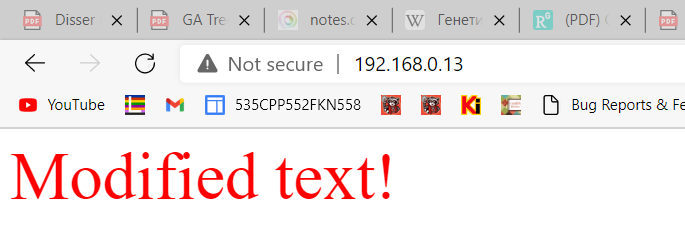 Disser
GA Tre
notes.
W Генети
RG (PDF)
Not secure | 192.168.0.13
YouTube 535CPP552FKN558 Ki Bug Reports & Fe
Modified text!